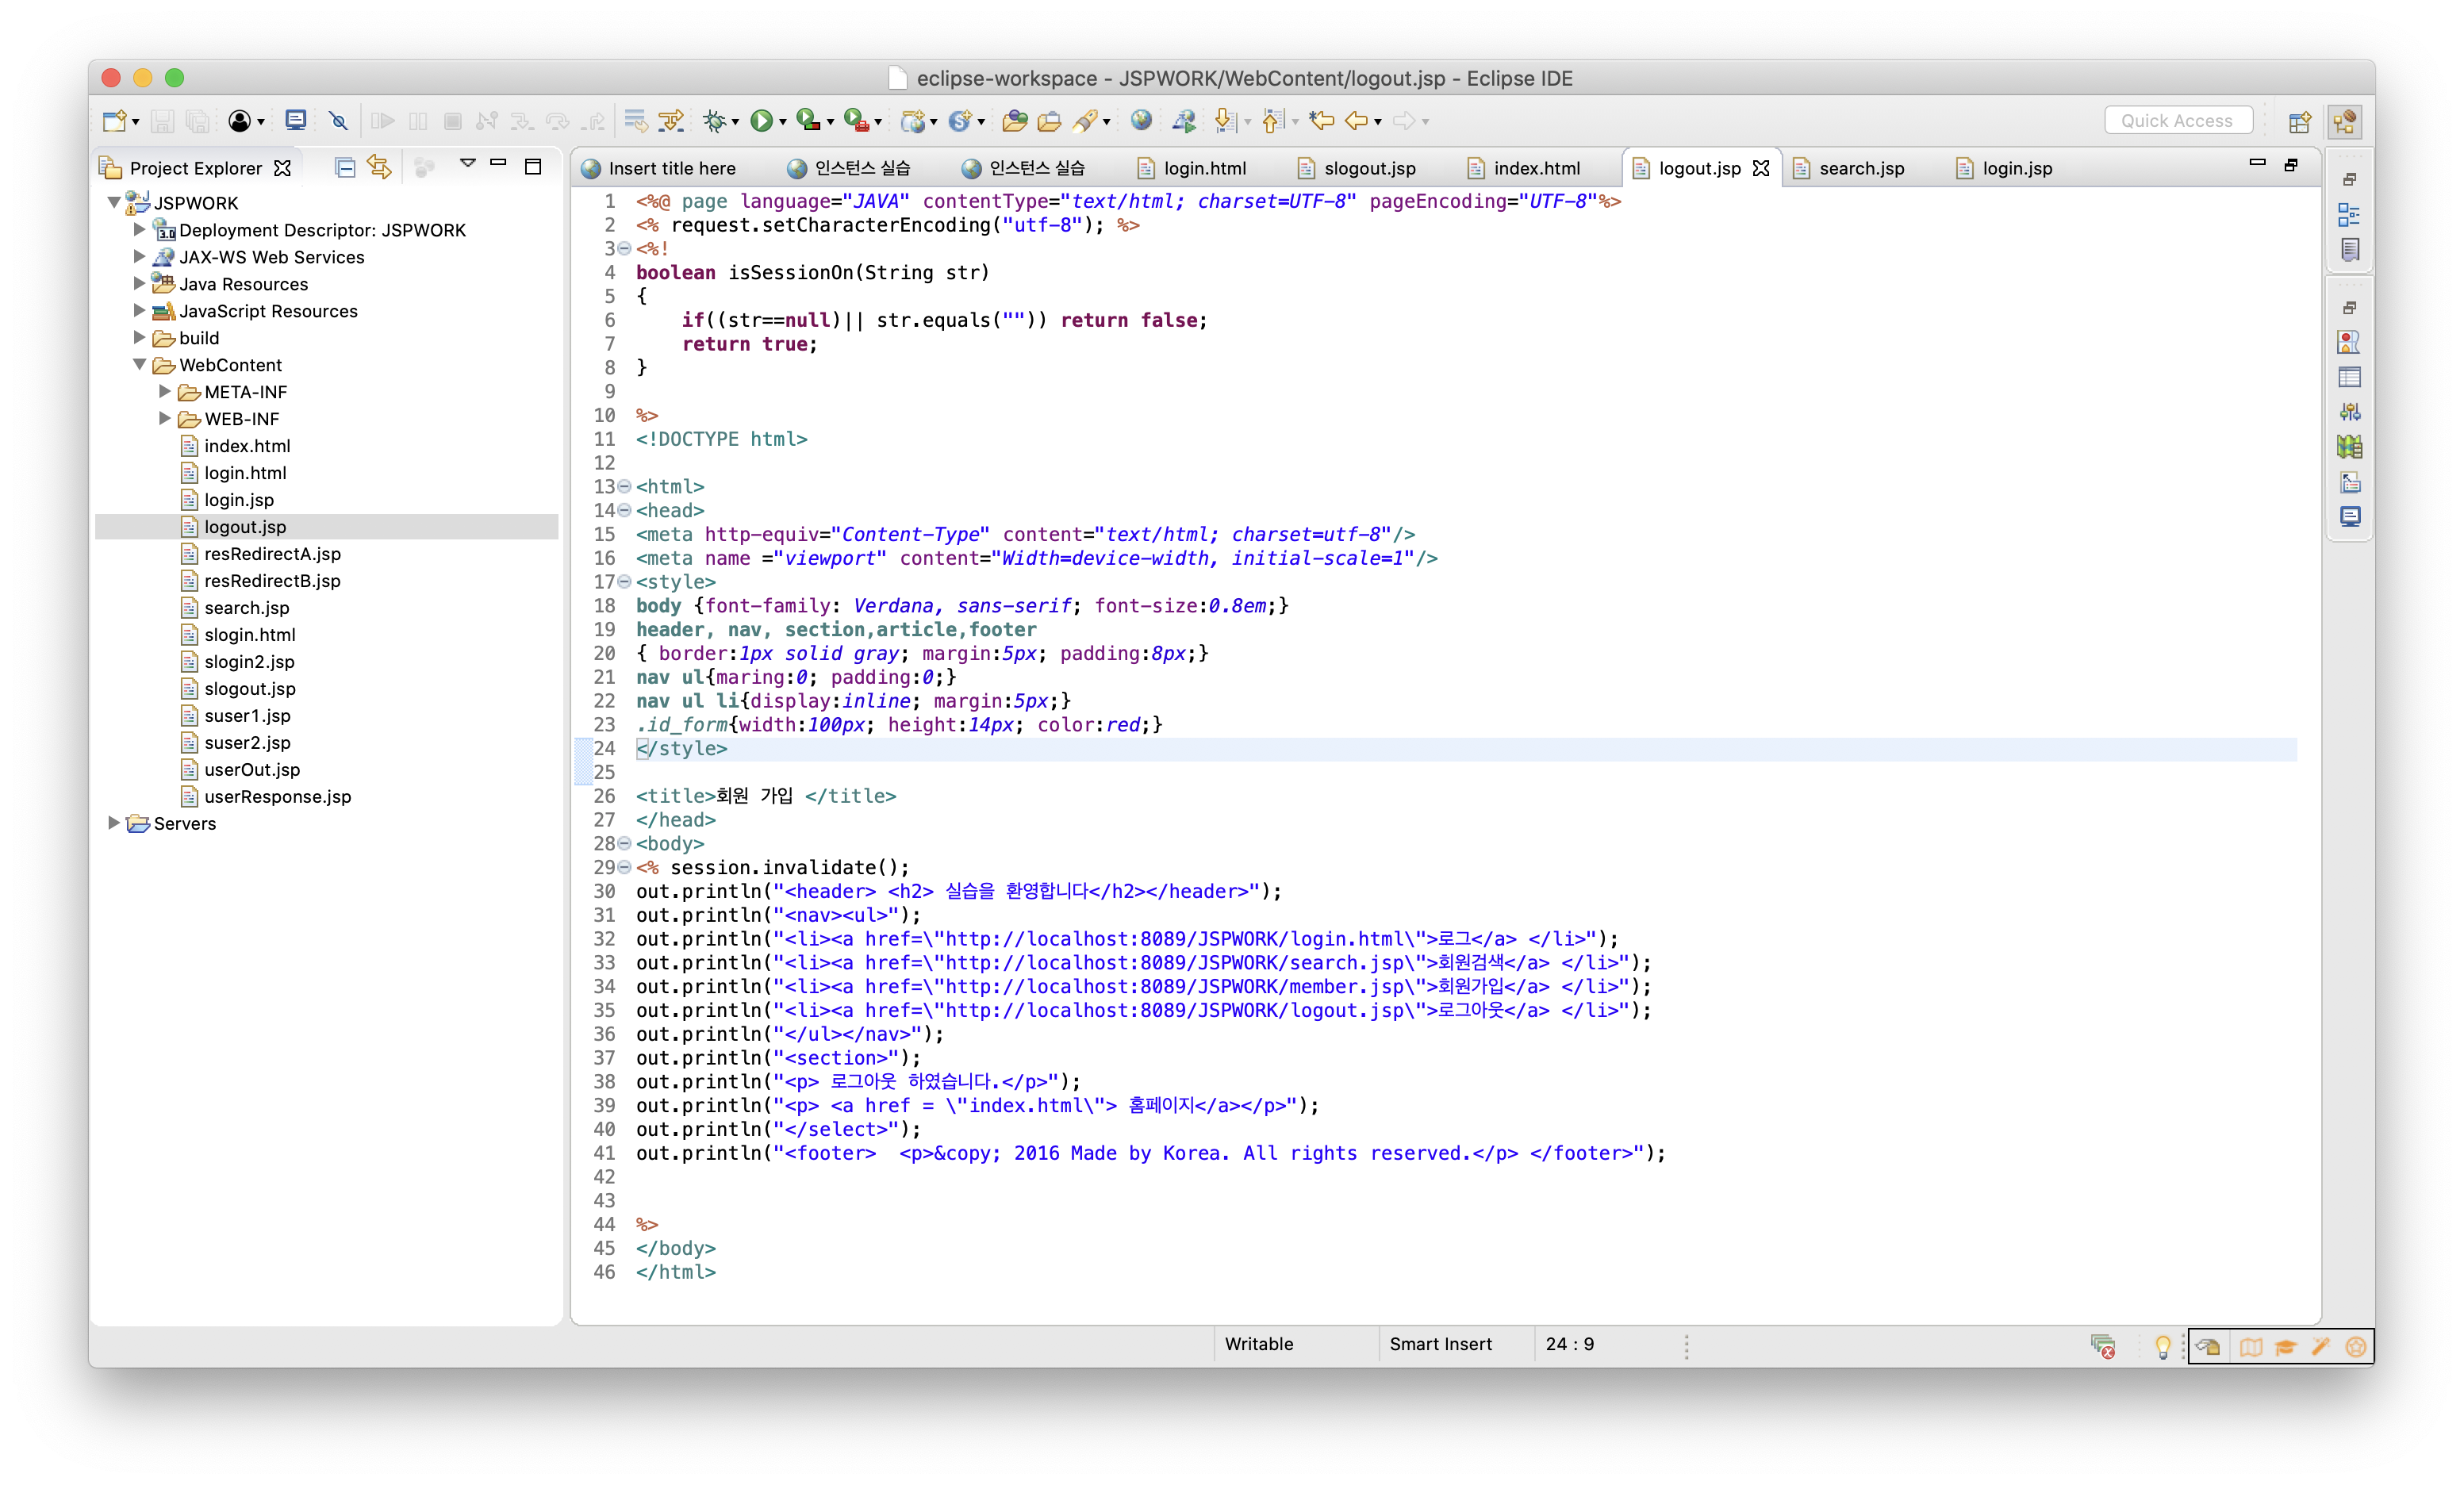 eclipse-workspace - JSPWORK/WebContent/logout.jsp - Eclipse IDE
Quick Access
Project Explorer
Insert title here
인스턴스 실습
인스턴스 실습
login.html
slogout.jsp
index.html
logout.jsp
search.jsp
login.jsp
JSPWORK
3.0 Deployment Descriptor: JSPWORK
JAX-WS Web Services
Java Resources
JavaScript Resources
build
WebContent
META-INF
WEB-INF
index.html
login.html
login.jsp
logout.jsp
resRedirectA.jsp
resRedirectB.jsp
search.jsp
slogin.html
slogin2.jsp
slogout.jsp
suser1.jsp
suser2.jsp
userOut.jsp
userResponse.jsp
Servers
1 <%@ page language="JAVA" contentType="text/html; charset=UTF-8" pageEncoding="UTF-8"%>
2 <% request.setCharacterEncoding("utf-8"); %>
3 <%!
4 boolean isSessionOn(String str)
5 {
6     if((str==null)|| str.equals("")) return false;
7     return true;
8 }
9
10 %>
11 <!DOCTYPE html>
12
13 <html>
14 <head>
15 <meta http-equiv="Content-Type" content="text/html; charset=utf-8"/>
16 <meta name ="viewport" content="Width=device-width, initial-scale=1"/>
17 <style>
18 body {font-family: Verdana, sans-serif; font-size:0.8em;}
19 header, nav, section,article,footer
20 { border:1px solid gray; margin:5px; padding:8px;}
21 nav ul{maring:0; padding:0;}
22 nav ul li{display:inline; margin:5px;}
23 .id_form{width:100px; height:14px; color:red;}
24 </style>
25
26 <title>회원 가입 </title>
27 </head>
28 <body>
29 <% session.invalidate();
30 out.println("<header> <h2> 실습을 환영합니다</h2></header>");
31 out.println("<nav><ul>");
32 out.println("<li><a href=\"http://localhost:8089/JSPWORK/login.html\">로그</a> </li>");
33 out.println("<li><a href=\"http://localhost:8089/JSPWORK/search.jsp\">회원검색</a> </li>");
34 out.println("<li><a href=\"http://localhost:8089/JSPWORK/member.jsp\">회원가입</a> </li>");
35 out.println("<li><a href=\"http://localhost:8089/JSPWORK/logout.jsp\">로그아웃</a> </li>");
36 out.println("</ul></nav>");
37 out.println("<section>");
38 out.println("<p> 로그아웃 하였습니다.</p>");
39 out.println("<p> <a href = \"index.html\"> 홈페이지</a></p>");
40 out.println("</select>");
41 out.println("<footer>  <p>&copy; 2016 Made by Korea. All rights reserved.</p> </footer>");
42
43
44 %>
45 </body>
46 </html>
Writable
Smart Insert
24 : 9